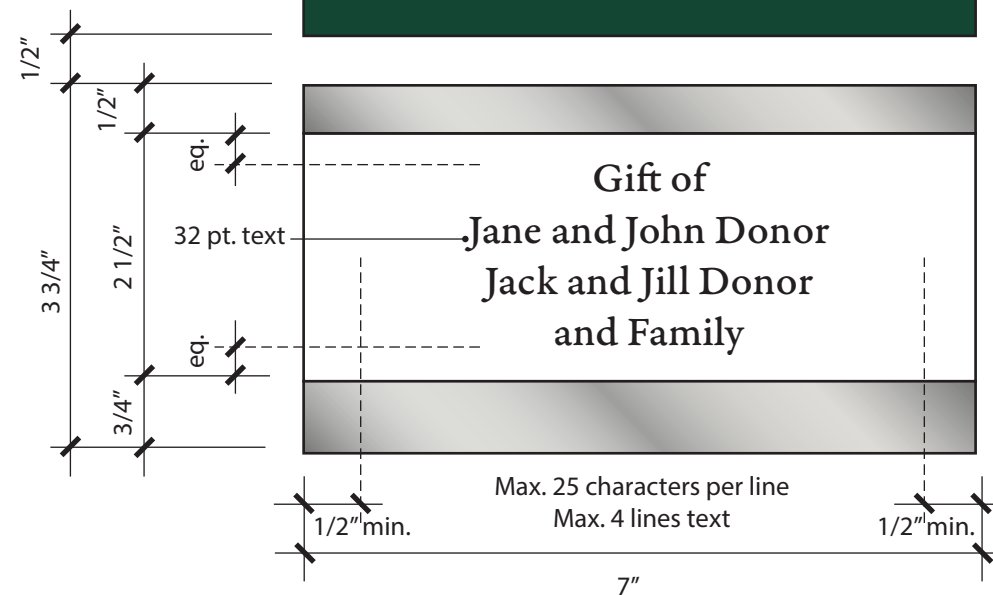 1/2”
1/2”
eq.
Gift of
32 pt. text
Jane and John Donor
3 3/4”
2 1/2”
Jack and Jill Donor
and Family
eq.
3/4”
Max. 25 characters per line
Max. 4 lines text
1/2” min.
1/2” min.
7”